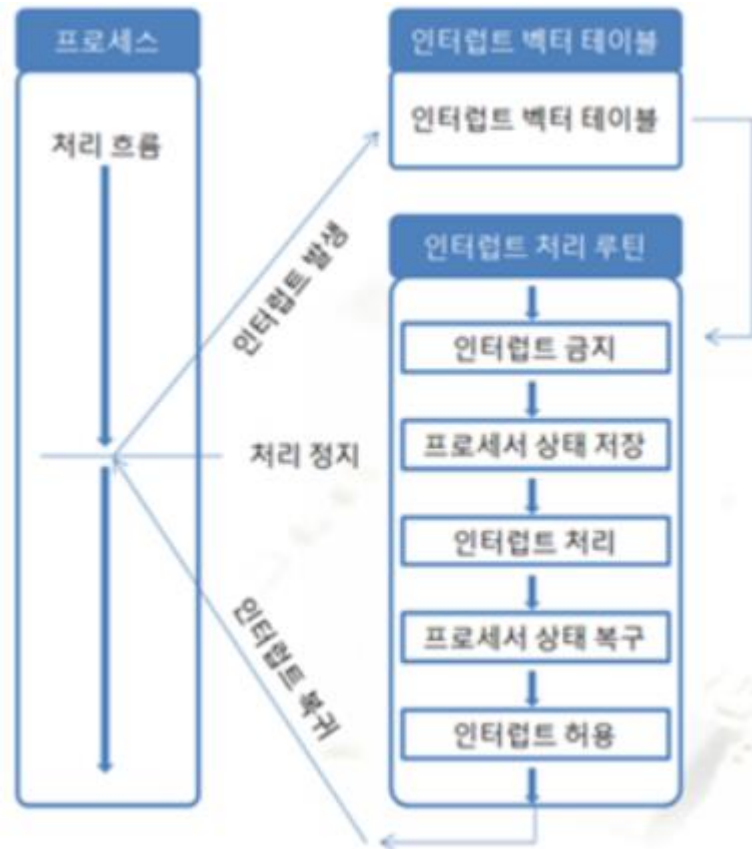 프로세스
처리 흐름
인터럽트 벡터 테이블
인터럽트 벡터 테이블
인터럽트 발생
처리 정지
인터럽트 복귀
인터럽트 처리 루틴
인터럽트 금지
프로세서 상태 저장
인터럽트 처리
프로세서 상태 복구
인터럽트 허용